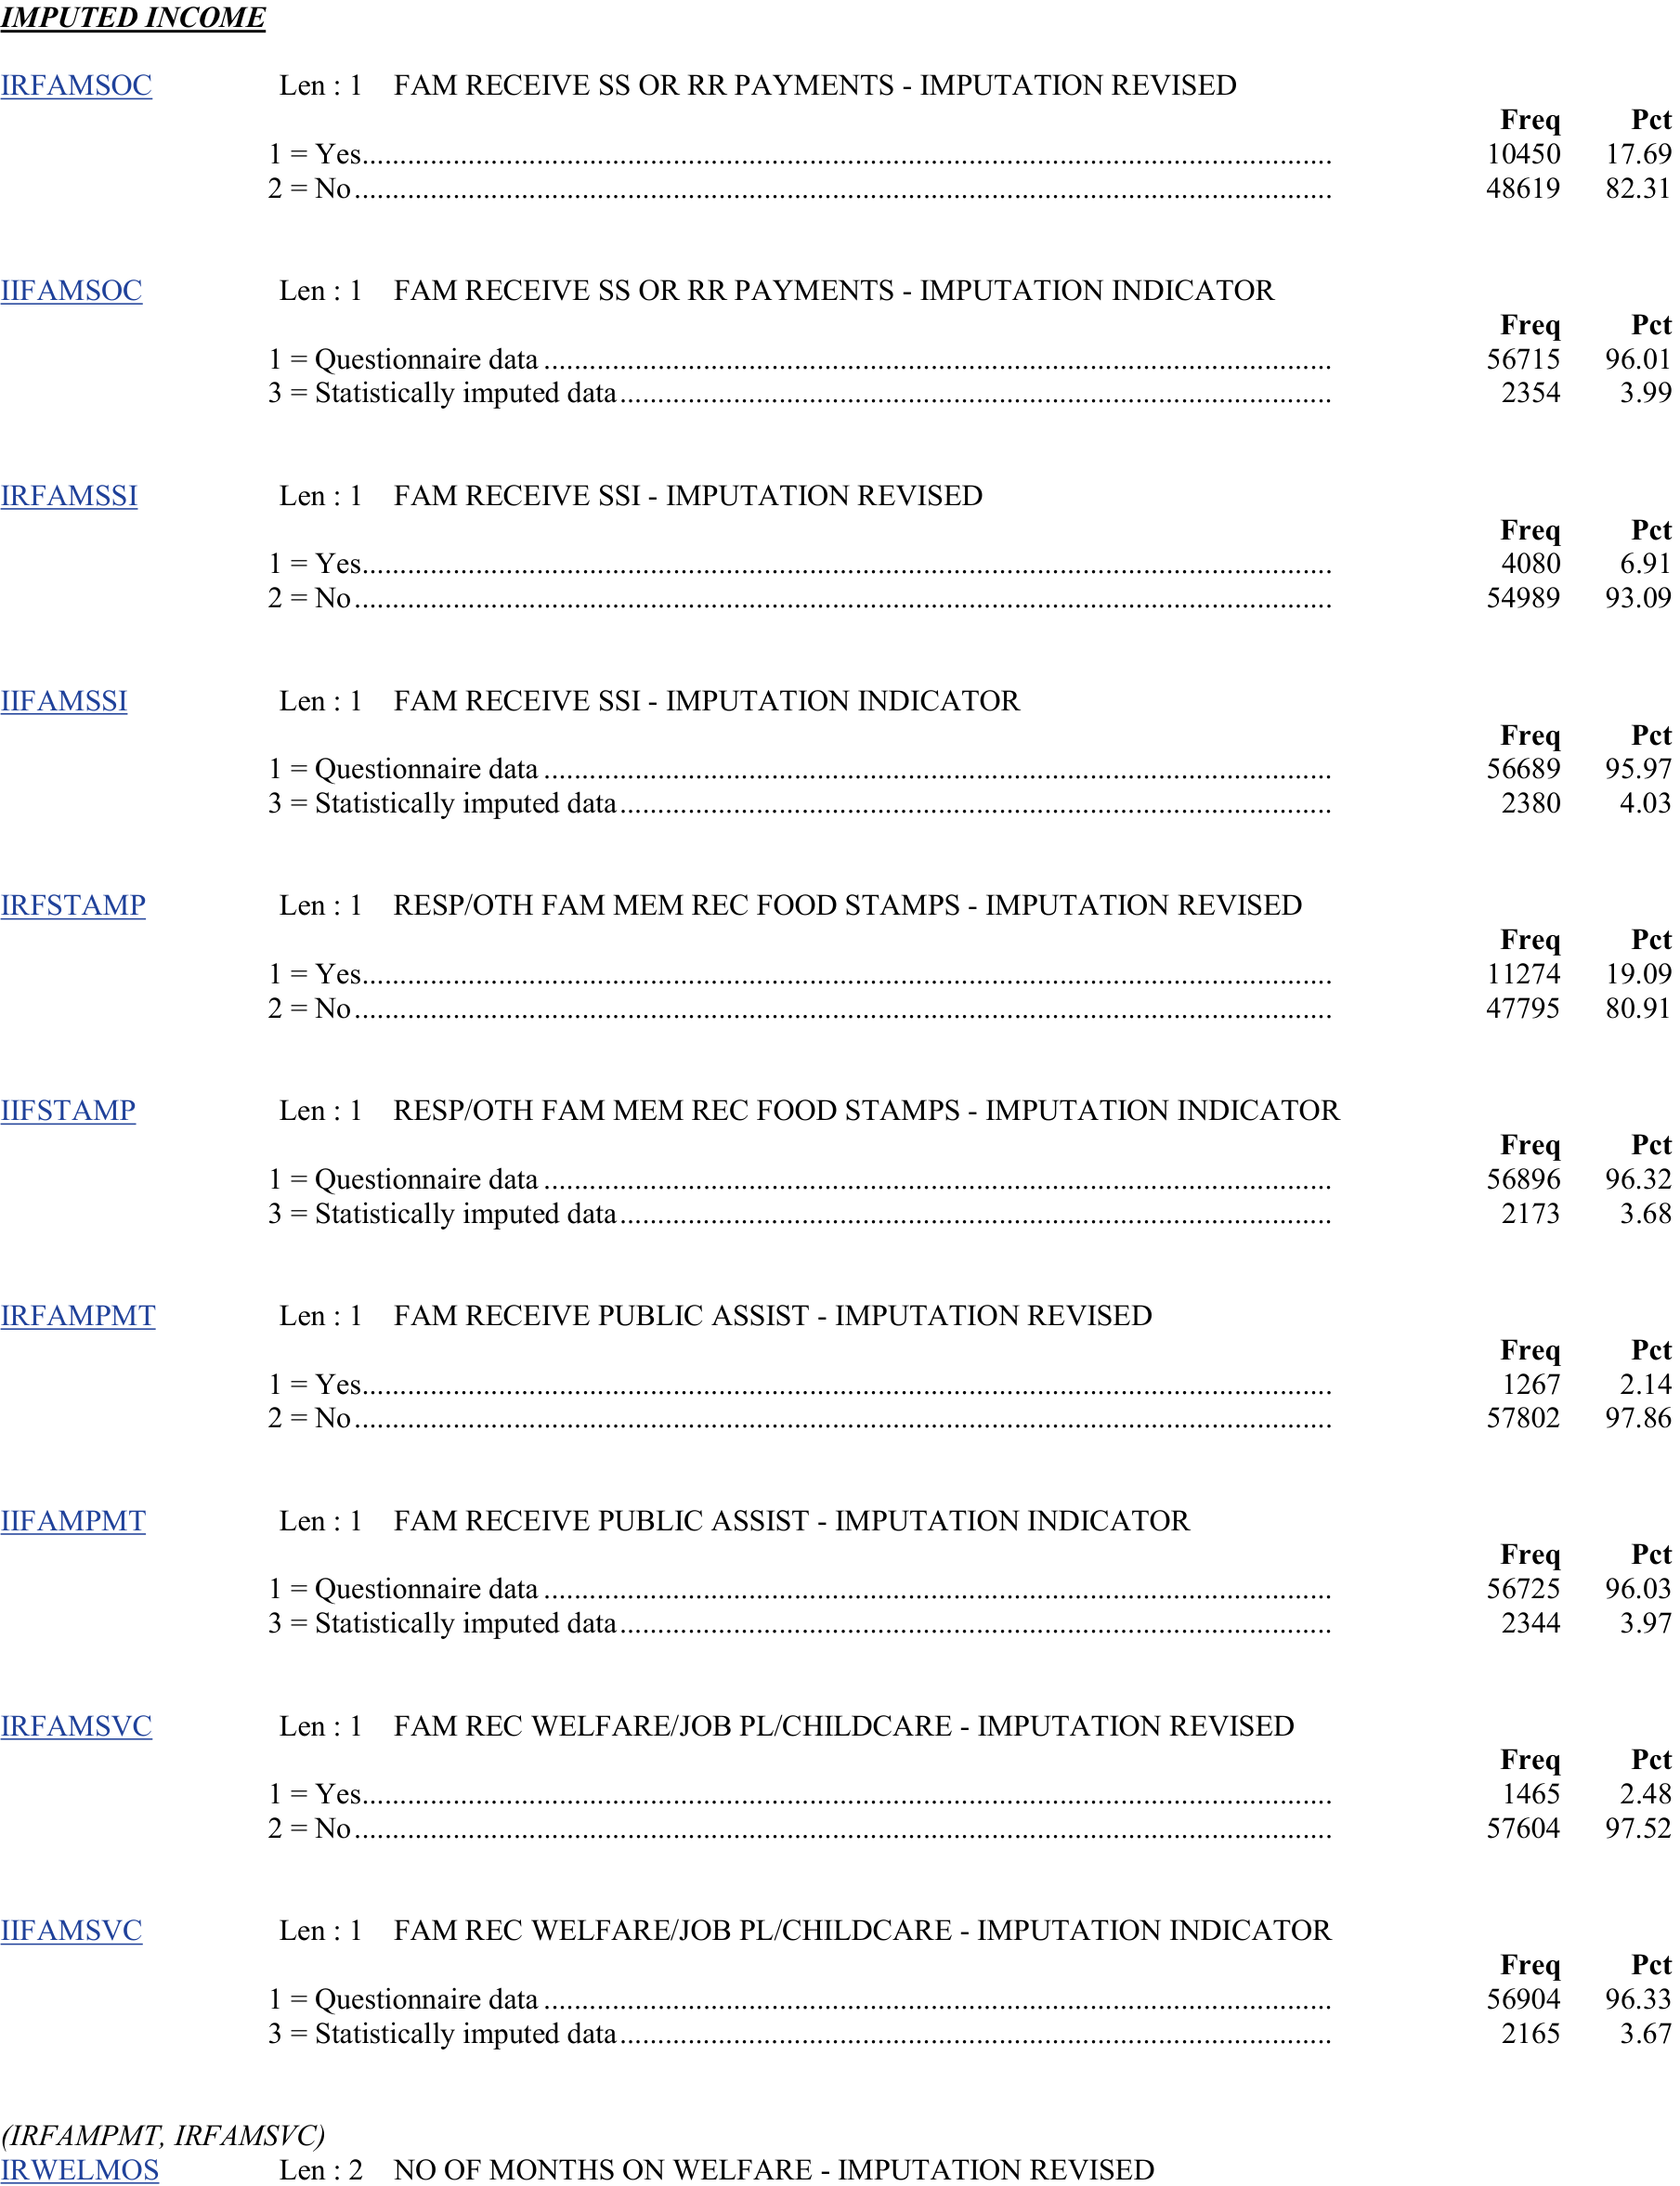 IMPUTED INCOME
IRFAMSOC Len : 1 FAM RECEIVE SS OR RR PAYMENTS - IMPUTATION REVISED
Freq Pct
1 = Yes................................................................................................................................ 10450 17.69
2 = No................................................................................................................................. 48619 82.31
IIFAMSOC Len : 1 FAM RECEIVE SS OR RR PAYMENTS - IMPUTATION INDICATOR
Freq Pct
1 = Questionnaire data ........................................................................................................ 56715 96.01
3 = Statistically imputed data.............................................................................................. 2354 3.99
IRFAMSSI Len : 1 FAM RECEIVE SSI - IMPUTATION REVISED
Freq Pct
1 = Yes................................................................................................................................ 4080 6.91
2 = No................................................................................................................................. 54989 93.09
IIFAMSSI Len : 1 FAM RECEIVE SSI - IMPUTATION INDICATOR
Freq Pct
1 = Questionnaire data ........................................................................................................ 56689 95.97
3 = Statistically imputed data.............................................................................................. 2380 4.03
IRFSTAMP Len : 1 RESP/OTH FAM MEM REC FOOD STAMPS - IMPUTATION REVISED
Freq Pct
1 = Yes................................................................................................................................ 11274 19.09
2 = No................................................................................................................................. 47795 80.91
IIFSTAMP Len : 1 RESP/OTH FAM MEM REC FOOD STAMPS - IMPUTATION INDICATOR
Freq Pct
1 = Questionnaire data ........................................................................................................ 56896 96.32
3 = Statistically imputed data.............................................................................................. 2173 3.68
IRFAMPMT Len : 1 FAM RECEIVE PUBLIC ASSIST - IMPUTATION REVISED
Freq Pct
1 = Yes................................................................................................................................ 1267 2.14
2 = No................................................................................................................................. 57802 97.86
IIFAMPMT Len : 1 FAM RECEIVE PUBLIC ASSIST - IMPUTATION INDICATOR
Freq Pct
1 = Questionnaire data ........................................................................................................ 56725 96.03
3 = Statistically imputed data.............................................................................................. 2344 3.97
IRFAMSVC Len : 1 FAM REC WELFARE/JOB PL/CHILDCARE - IMPUTATION REVISED
Freq Pct
1 = Yes................................................................................................................................ 1465 2.48
2 = No................................................................................................................................. 57604 97.52
IIFAMSVC Len : 1 FAM REC WELFARE/JOB PL/CHILDCARE - IMPUTATION INDICATOR
Freq Pct
1 = Questionnaire data ........................................................................................................ 56904 96.33
3 = Statistically imputed data.............................................................................................. 2165 3.67
(IRFAMPMT, IRFAMSVC)
IRWELMOS Len : 2 NO OF MONTHS ON WELFARE - IMPUTATION REVISED